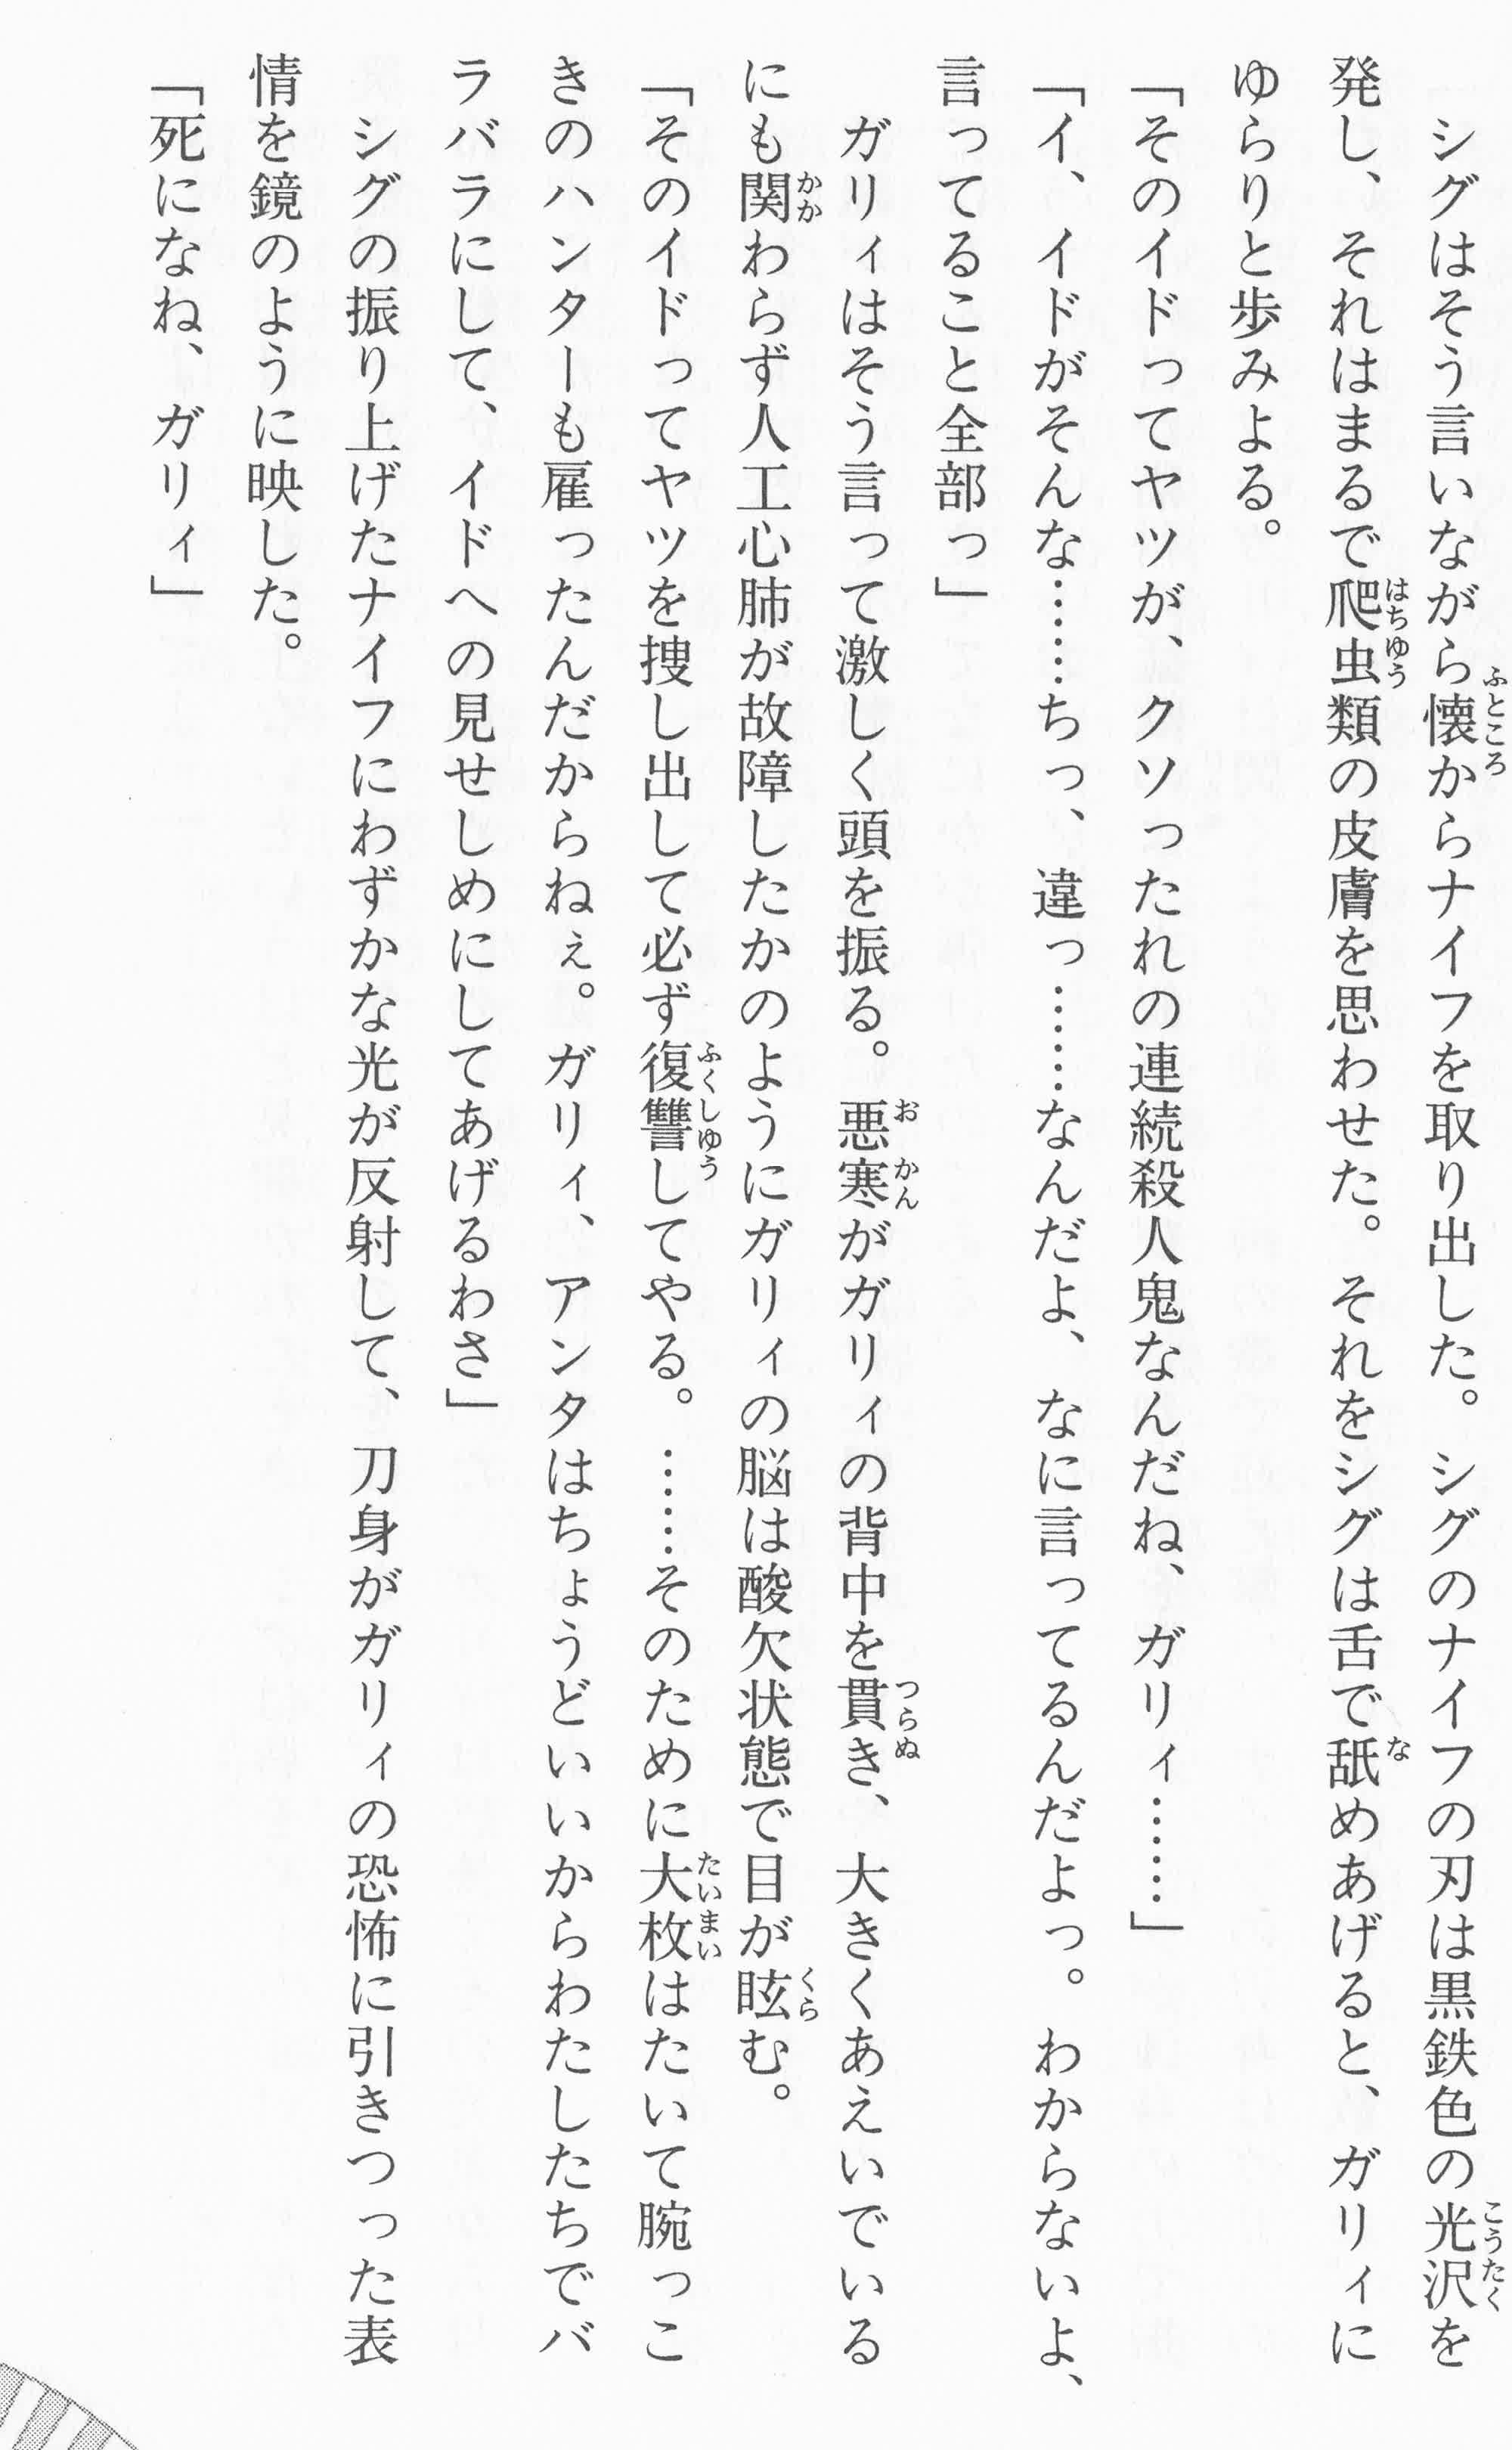 シグはそう言いながら懐からナイフを取り出した。シグのナイフの刃は黒鉄色の光沢を
発し、それはまるで爬虫類の皮膚を思わせた。それをシグは舌で舐めあげると、ガリィに
ゆらりと歩みよる。
「そのイドってヤツが、クソったれの連続殺人鬼なんだね、ガリィ……」
「イ、イドがそんな……ちっ、違っ……なんだよ、なに言ってるんだよっ。わからないよ、
言ってること全部っ」
ガリィはそう言って激しく頭を振る。悪寒がガリィの背中を貫き、大きくあえいでいる
にも関わらず人工心肺が故障したかのようにガリィの脳は酸欠状態で目が眩む。
「そのイドってヤツを捜し出して必ず復讐してやる。……そのために大枚はたいて腕っこ
きのハンターも雇ったんだからねぇ。ガリィ、アンタはちょうどいいからわたしたちでバ
ラバラにして、イドへの見せしめにしてあげるわさ」
シグの振り上げたナイフにわずかな光が反射して、刀身がガリィの恐怖に引きつった表
情を鏡のように映した。
「死になね、ガリィ」